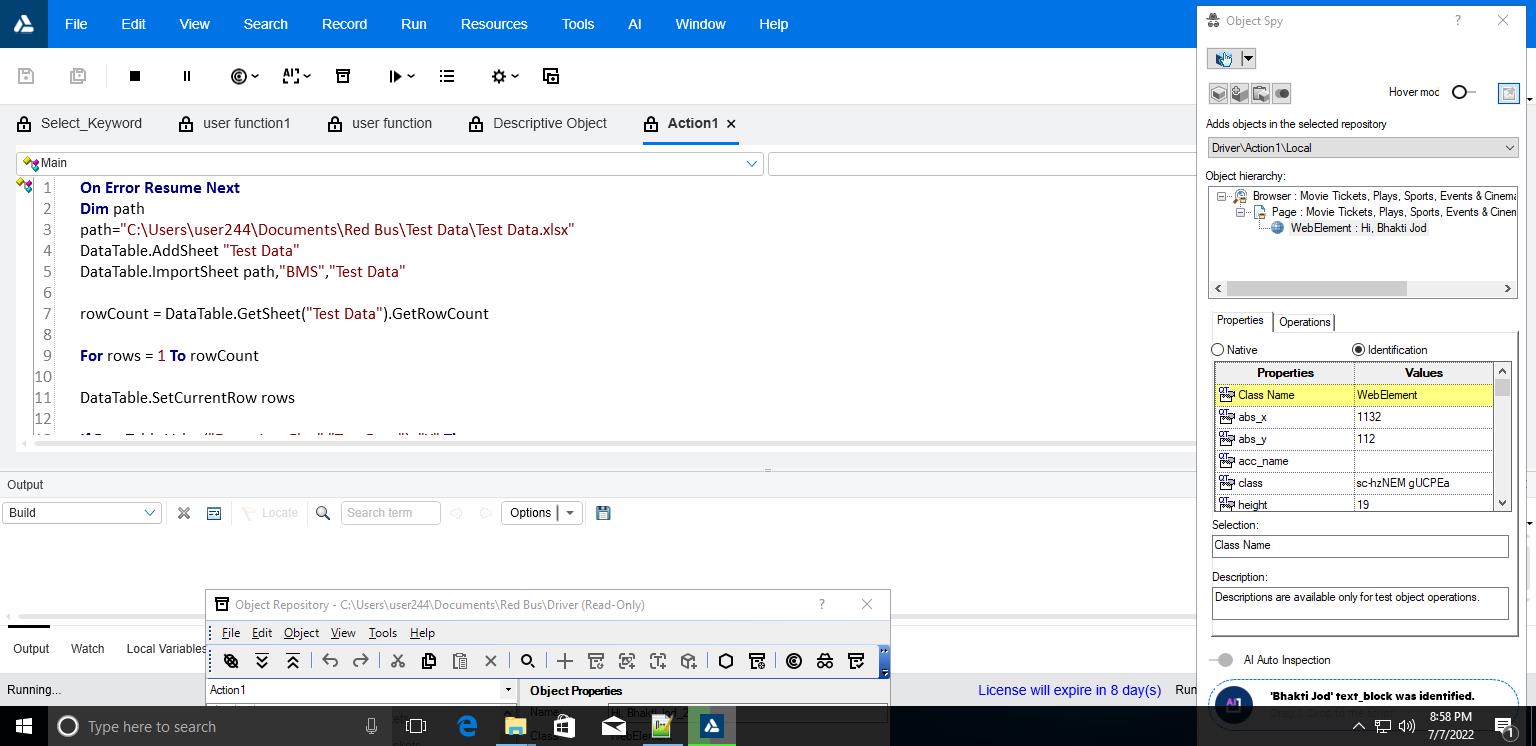 File Edit View Search Record Run Resources Tools AI Window Help
Select_Keyword user function1 user function Descriptive Object Action1
Main
1 On Error Resume Next
2 Dim path
3 path="C:\Users\user244\Documents\Red Bus\Test Data\Test Data.xlsx"
4 DataTable.AddSheet "Test Data"
5 DataTable.ImportSheet path,"BMS","Test Data"
6
7 rowCount = DataTable.GetSheet("Test Data").GetRowCount
8
9 For rows = 1 To rowCount
10
11 DataTable.SetCurrentRow rows
12
Output
Build Locate Search term Options
Object Repository - C:\Users\user244\Documents\Red Bus\Driver (Read-Only) ?
File Edit Object View Tools Help
Action1 Object Properties
Name Hi, Bhakti Jod_2
Output Watch Local Variables
Running... License will expire in 8 day(s) Run
Object Spy ?
Hover mod
Adds objects in the selected repository
Driver\Action1\Local
Object hierarchy:
Browser : Movie Tickets, Plays, Sports, Events & Cinema
Page : Movie Tickets, Plays, Sports, Events & Cinem
WebElement : Hi, Bhakti Jod
Properties Operations
Native Identification
Properties Values
Class Name WebElement
abs_x 1132
abs_y 112
acc_name
class sc-hzNEM gUCPEa
height 19
Selection:
Class Name
Description:
Descriptions are available only for test object operations.
AI Auto Inspection
AI 'Bhakti Jod' text_block was identified.
Type here to search
8:58 PM
7/7/2022
1